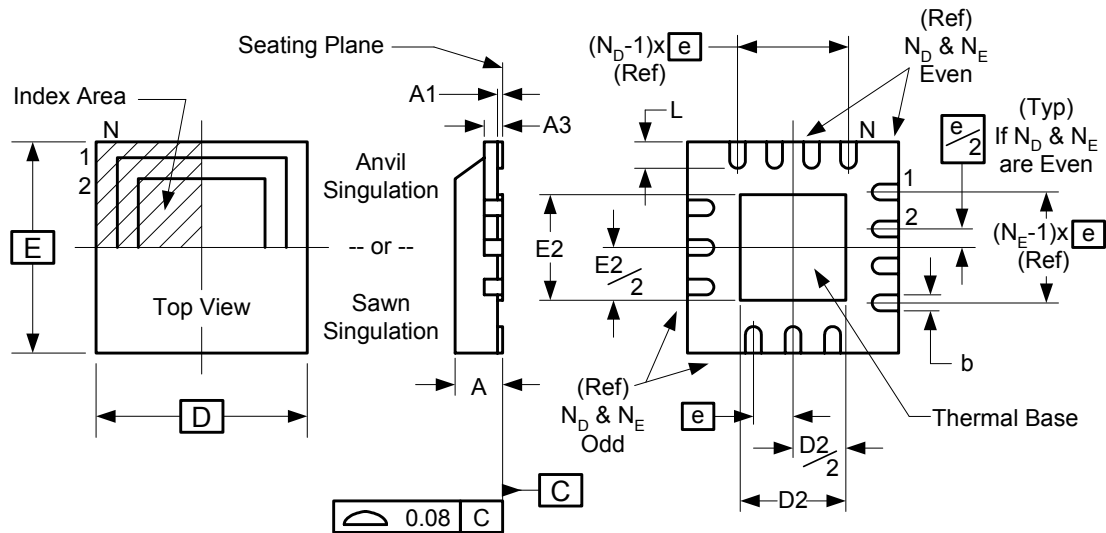 Seating Plane
Index Area
N
1
2
E
Top View
D
A1
A3
Anvil
Singulation
-- or --
Sawn
Singulation
A
0.08 C
C
(N_D-1)x e
(Ref)
(Ref)
N_D & N_E
Even
L
N
e/2
(Typ)
If N_D & N_E
are Even
1
2
(N_E-1)x e
(Ref)
E2
E2/2
b
(Ref)
N_D & N_E
Odd
e
Thermal Base
D2/2
D2